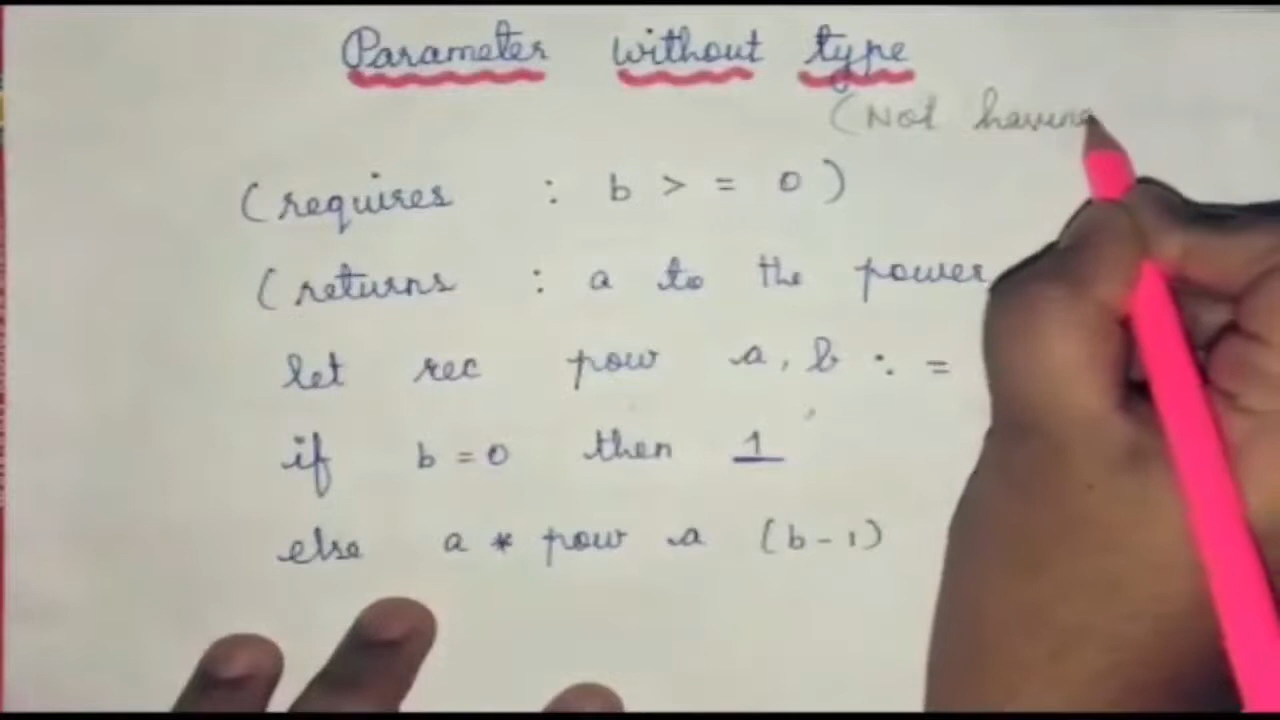 Parameter without type
(Not having
(requires : b > = 0)
(returns : a to the power
let rec pow a, b : =
if b = 0 then 1
else a * pow a (b - 1)